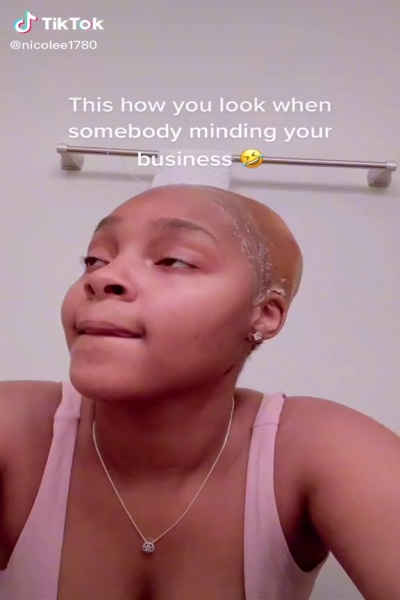 TikTok
@nicolee1780
This how you look when
somebody minding your
business🤣